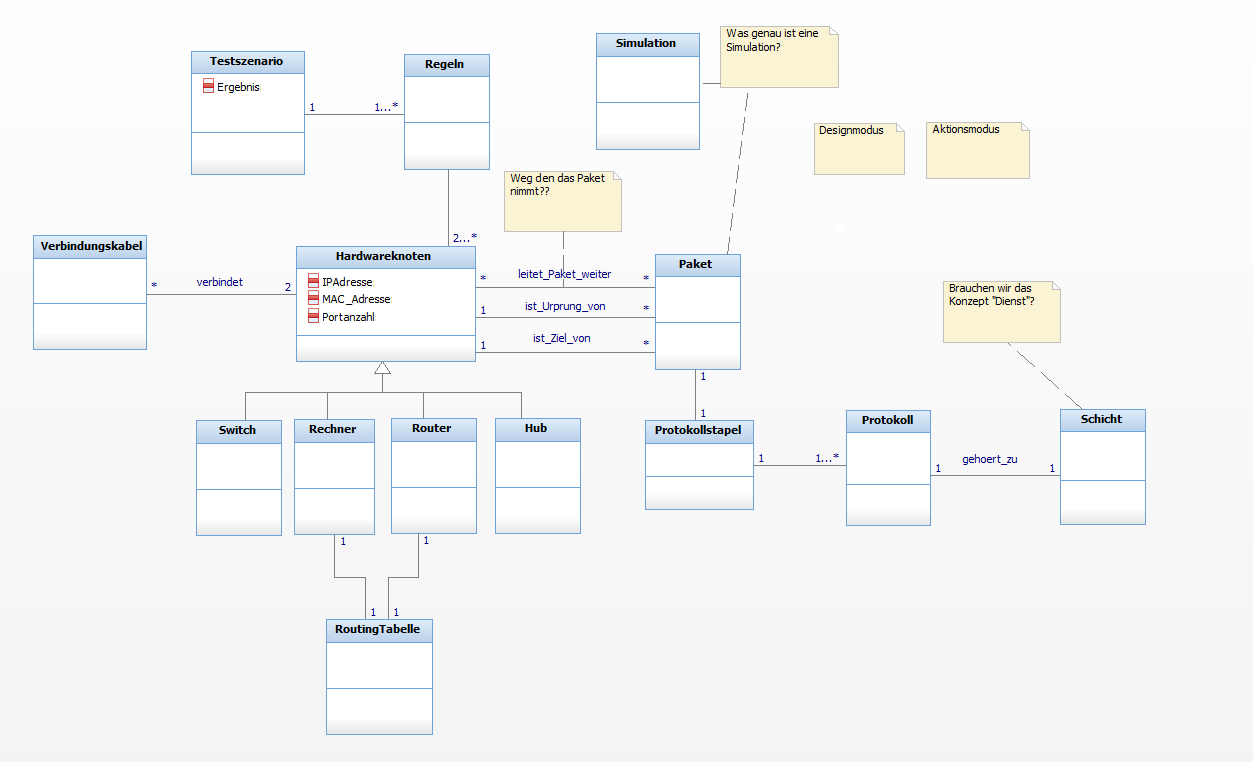 Testszenario
Ergebnis
1
1...*
Regeln
Simulation
Was genau ist eine
Simulation?
Designmodus
Aktionsmodus
Weg den das Paket
nimmt??
2...*
Verbindungskabel
*
verbindet
2
Hardwareknoten
IPAdresse
MAC_Adresse
Portanzahl
*
leitet_Paket_weiter
*
1
ist_Urprung_von
*
1
ist_Ziel_von
*
Paket
Brauchen wir das
Konzept "Dienst"?
1
1
Switch
Rechner
Router
Hub
Protokollstapel
1
1...*
Protokoll
1
gehoert_zu
1
Schicht
1
1
1
1
RoutingTabelle